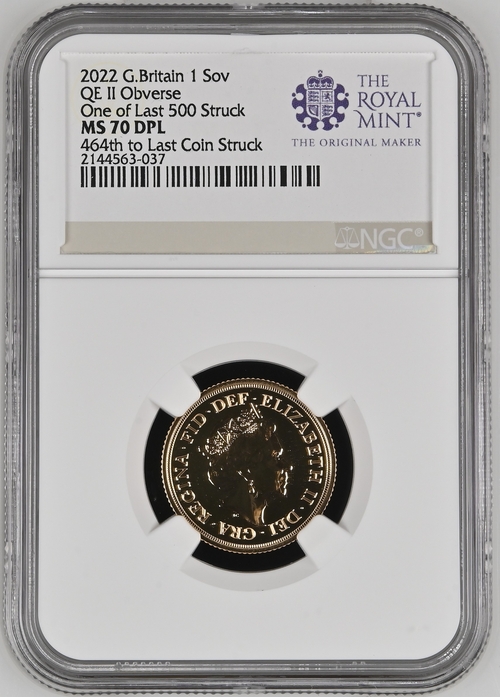 2022 G.Britain 1 Sov
QE II Obverse
One of Last 500 Struck
MS 70 DPL
464th to Last Coin Struck
2144563-037
THE
ROYAL
MINT®
THE ORIGINAL MAKER
NGC®
ELIZABETH II · DEI · GRA · REGINA · FID · DEF ·